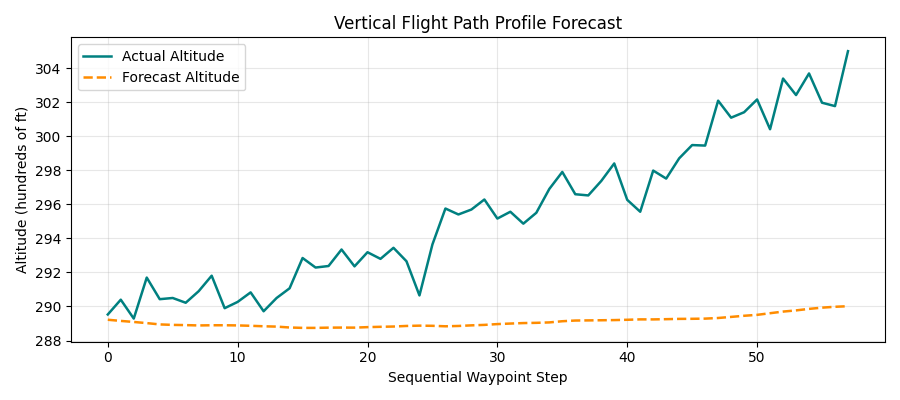 Vertical Flight Path Profile Forecast
Actual Altitude
Forecast Altitude
Altitude (hundreds of ft)
304
302
300
298
296
294
292
290
288
0 10 20 30 40 50
Sequential Waypoint Step